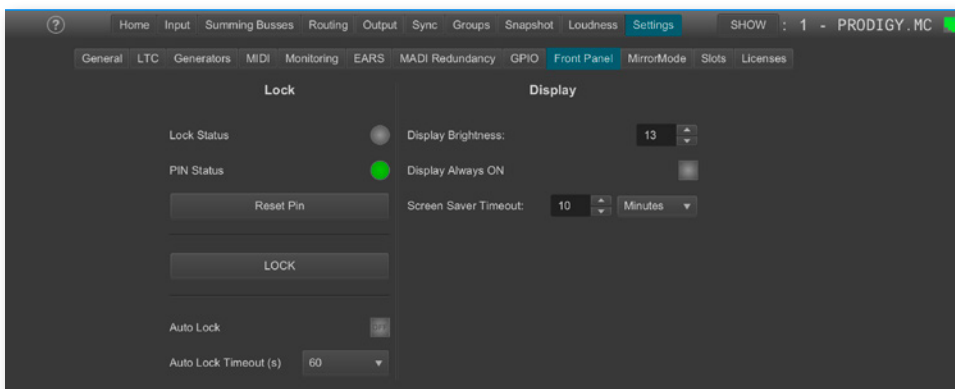 ? Home Input Summing Busses Routing Output Sync Groups Snapshot Loudness Settings SHOW : 1 - PRODIGY.MC
General LTC Generators MIDI Monitoring EARS MADI Redundancy GPIO Front Panel MirrorMode Slots Licenses
Lock Display
Lock Status Display Brightness: 13
PIN Status Display Always ON
Reset Pin Screen Saver Timeout: 10 Minutes
LOCK
Auto Lock OFF
Auto Lock Timeout (s) 60